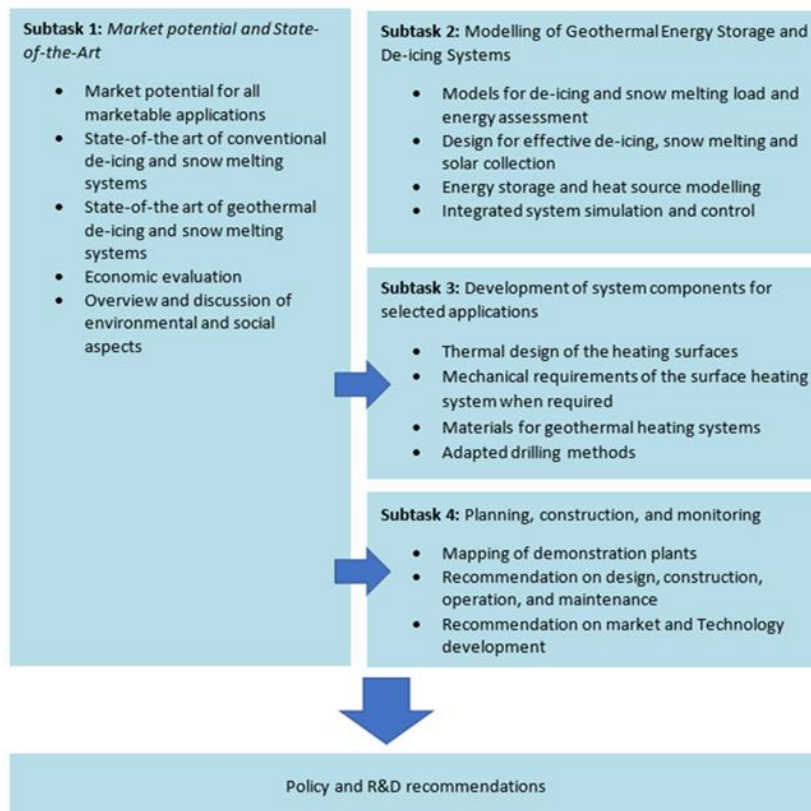 Subtask 1: Market potential and State-
of-the-Art
• Market potential for all
marketable applications
• State-of-the art of conventional
de-icing and snow melting
systems
• State-of-the art of geothermal
de-icing and snow melting
systems
• Economic evaluation
• Overview and discussion of
environmental and social
aspects
Subtask 2: Modelling of Geothermal Energy Storage and
De-icing Systems
• Models for de-icing and snow melting load and
energy assessment
• Design for effective de-icing, snow melting and
solar collection
• Energy storage and heat source modelling
• Integrated system simulation and control
Subtask 3: Development of system components for
selected applications
• Thermal design of the heating surfaces
• Mechanical requirements of the surface heating
system when required
• Materials for geothermal heating systems
• Adapted drilling methods
Subtask 4: Planning, construction, and monitoring
• Mapping of demonstration plants
• Recommendation on design, construction,
operation, and maintenance
• Recommendation on market and Technology
development
Policy and R&D recommendations